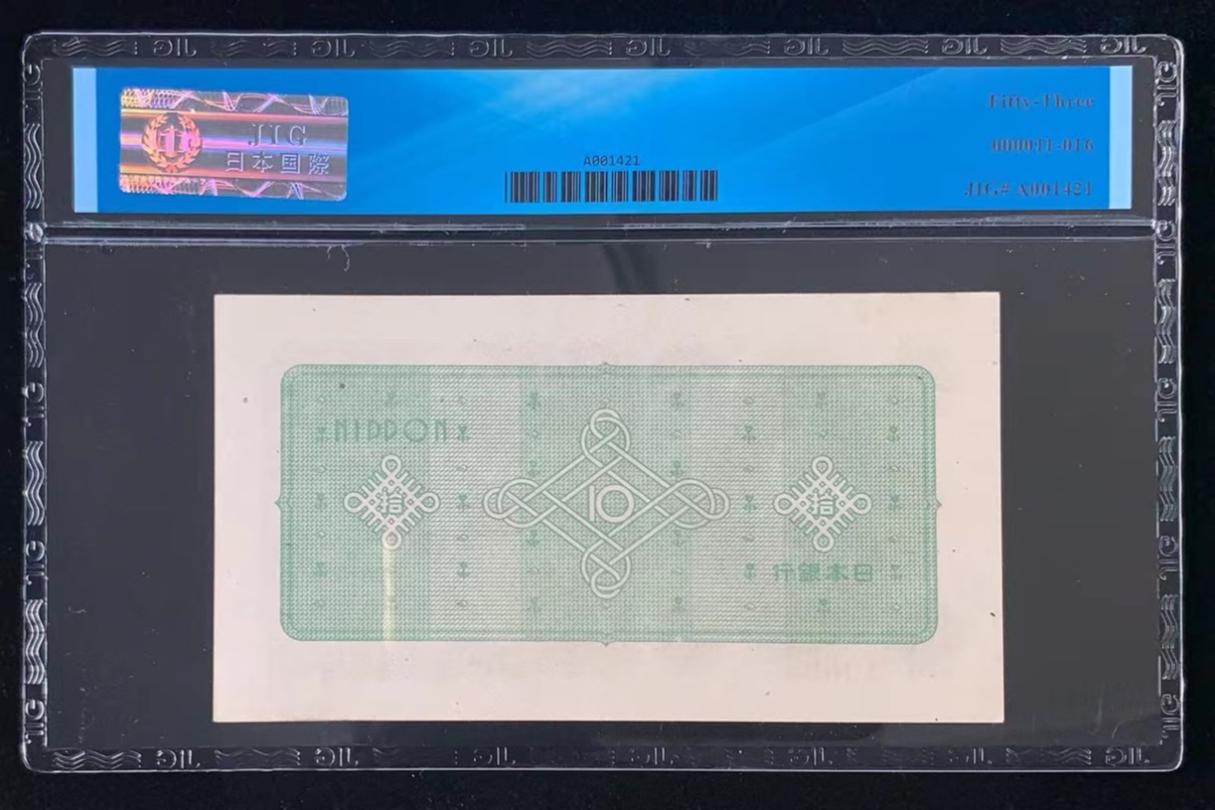 JIG
日本国際
A001421
Fifty-Three
JIG# A001421
NIPPON
拾
10
拾
行銀本日